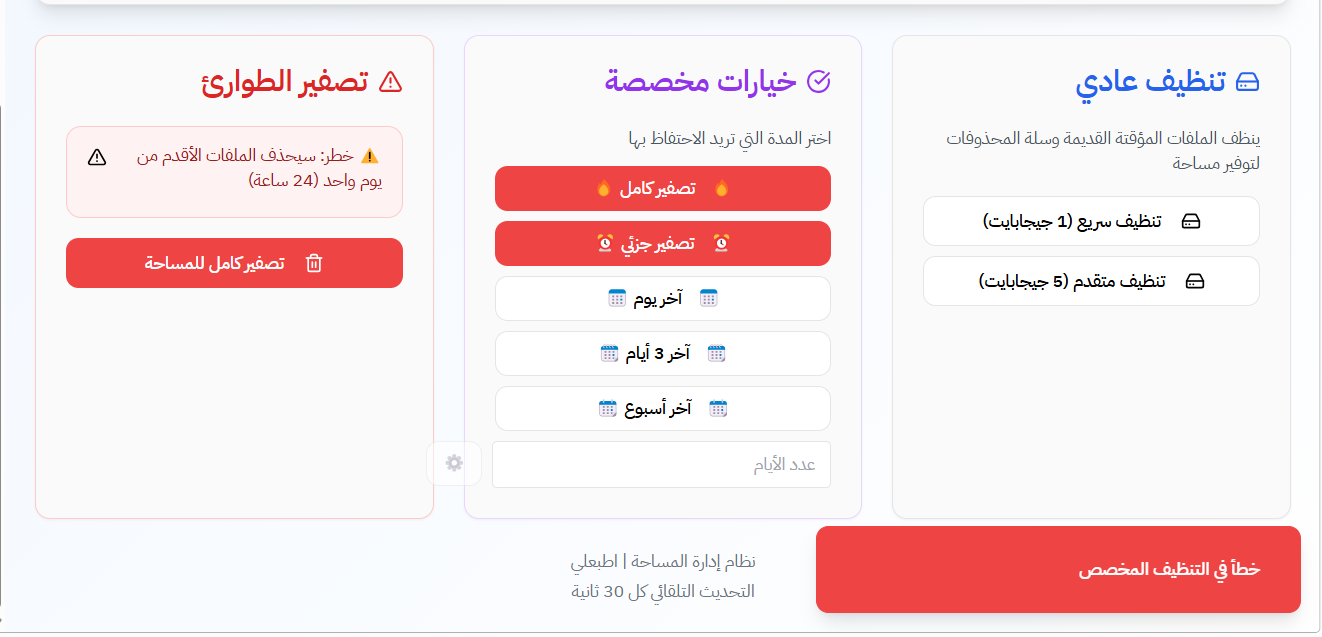 تنظيف عادي
ينظف الملفات المؤقتة القديمة وسلة المحذوفات
لتوفير مساحة
تنظيف سريع (1 جيجابايت)
تنظيف متقدم (5 جيجابايت)
خيارات مخصصة
اختر المدة التي تريد الاحتفاظ بها
🔥 تصفير كامل 🔥
⏰ تصفير جزئي ⏰
📅 آخر يوم 📅
🗓️ آخر 3 أيام 🗓️
📆 آخر أسبوع 📆
عدد الأيام
تصفير الطوارئ
⚠️ خطر: سيحذف الملفات الأقدم من
يوم واحد (24 ساعة)
تصفير كامل للمساحة
خطأ في التنظيف المخصص
نظام إدارة المساحة | اطبعلي
التحديث التلقائي كل 30 ثانية